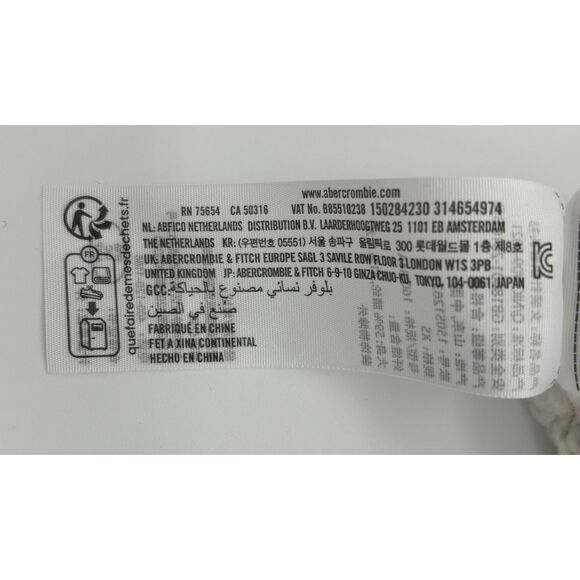 www.abercrombie.com
RN 75654 CA 50316 VAT No. B85510238 150284230 314654974
NL: ABFICO NETHERLANDS DISTRIBUTION B.V. LAARDERHOOGTWEG 25 1101 EB AMSTERDAM
THE NETHERLANDS KR: (우편번호 05551) 서울 송파구 올림픽로 300 롯데월드몰 1층 제8호
UK: ABERCROMBIE & FITCH EUROPE SAGL 3 SAVILE ROW FLOOR 3 LONDON W1S 3PB
UNITED KINGDOM JP: ABERCROMBIE & FITCH 6-9-10 GINZA CHUO-KU, TOKYO, 104-0061, JAPAN
GCC: بلوفر نسائي مصنوع بالحياكة
صنع في الصين
FABRIQUÉ EN CHINE
FET A XINA CONTINENTAL
HECHO EN CHINA
quefairedemesdechets.fr
FR